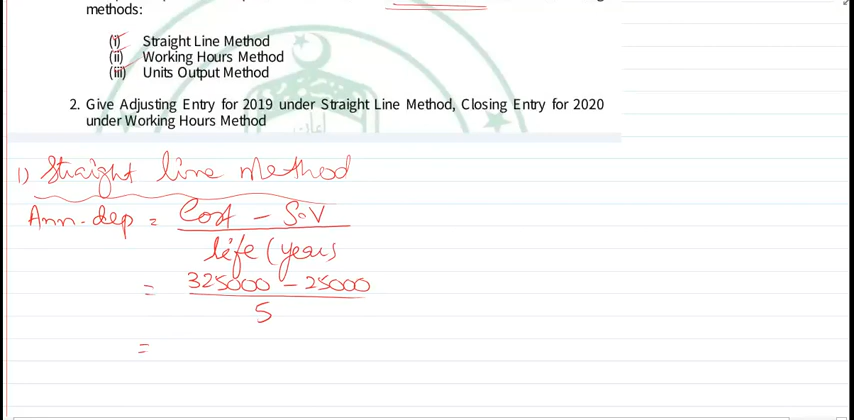 methods:
(i) Straight Line Method
(ii) Working Hours Method
(iii) Units Output Method
2. Give Adjusting Entry for 2019 under Straight Line Method, Closing Entry for 2020
under Working Hours Method
1) Straight line Method
Ann. dep = Cost - S.V
life (years)
= 325000 - 25000
5
=